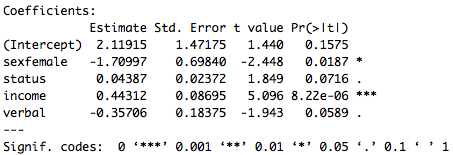 Coefficients:
Estimate Std. Error t value Pr(>|t|)
(Intercept) 2.11915 1.47175 1.440 0.1575
sexfemale -1.70997 0.69840 -2.448 0.0187 *
status 0.04387 0.02372 1.849 0.0716 .
income 0.44312 0.08695 5.096 8.22e-06 ***
verbal -0.35706 0.18375 -1.943 0.0589 .
---
Signif. codes: 0 ‘***’ 0.001 ‘**’ 0.01 ‘*’ 0.05 ‘.’ 0.1 ‘ ’ 1